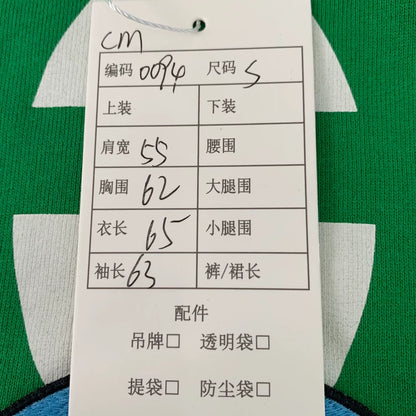 CM
编码 0094 尺码 S
上装 下装
肩宽 55 腰围
胸围 62 大腿围
衣长 65 小腿围
袖长 63 裤/裙长
配件
吊牌□ 透明袋□
提袋□ 防尘袋□